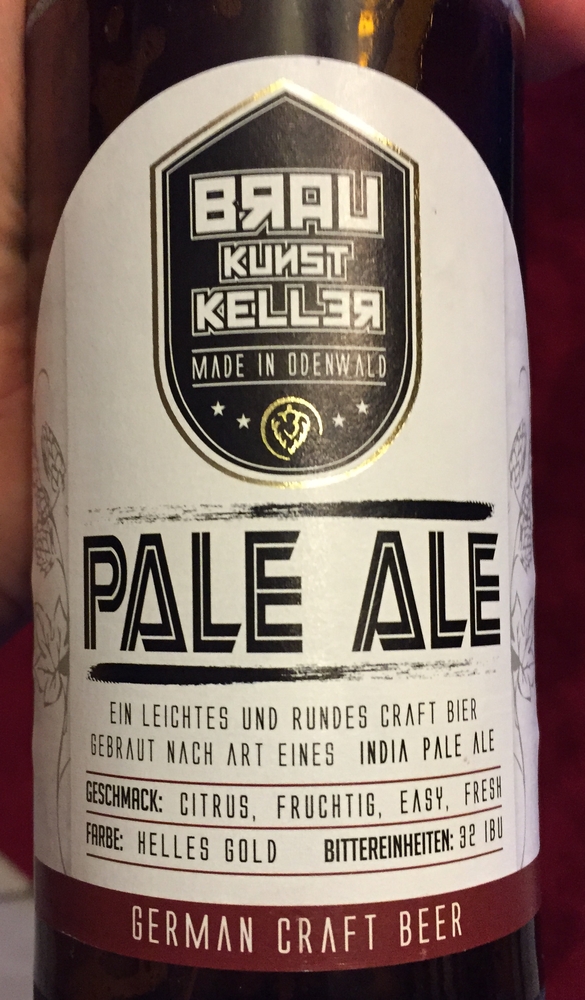 BRAU
KUNST
KELLER
MADE IN ODENWALD
PALE ALE
EIN LEICHTES UND RUNDES CRAFT BIER
GEBRAUT NACH ART EINES INDIA PALE ALE
GESCHMACK: CITRUS, FRUCHTIG, EASY, FRESH
FARBE: HELLES GOLD BITTEREINHEITEN: 32 IBU
GERMAN CRAFT BEER